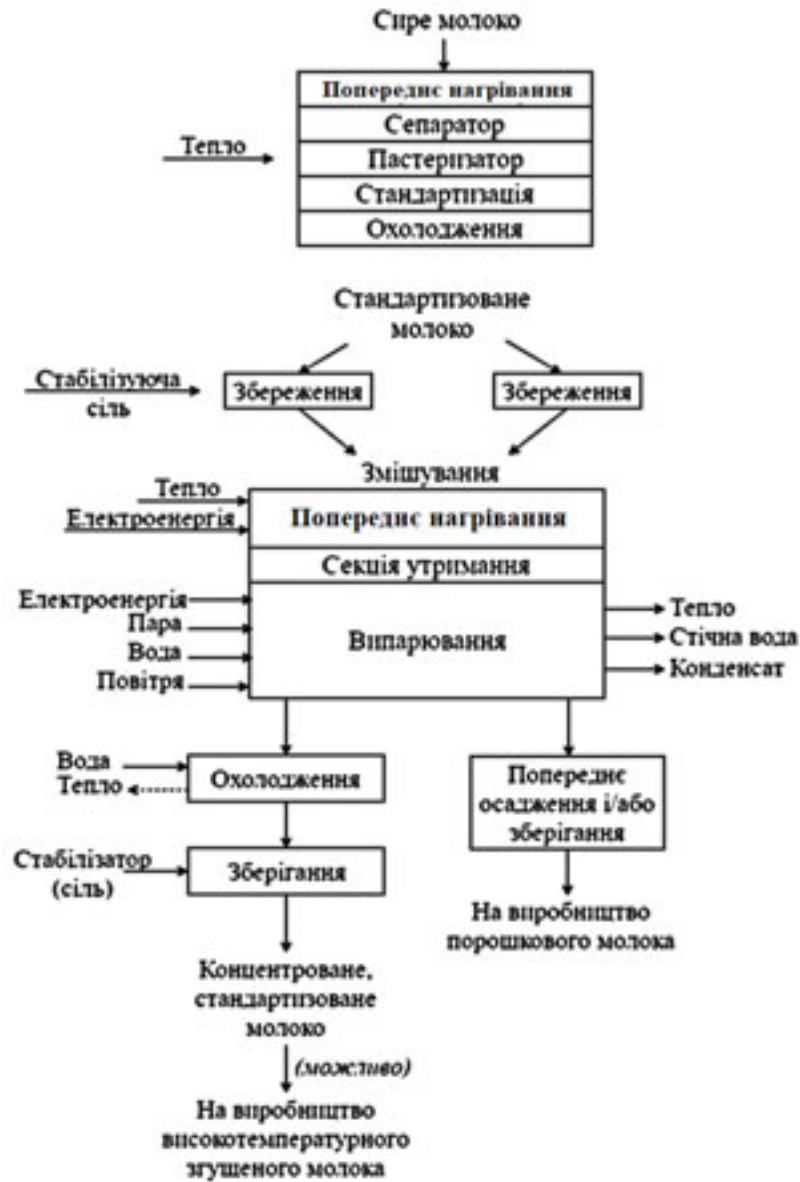 Сире молоко
Попереднє нагрівання
Сепаратор
Тепло
Пастеризатор
Стандартизація
Охолодження
Стандартизоване
молоко
Стабілізуюча
сіль
Збереження
Збереження
Змішування
Тепло
Електроенергія
Попереднє нагрівання
Секція утримання
Електроенергія
Пара
Вода
Повітря
Випарювання
Тепло
Стічна вода
Конденсат
Вода
Тепло
Охолодження
Попереднє
осадження і/або
зберігання
Стабілізатор
(сіль)
Зберігання
На виробництво
порошкового молока
Концентроване,
стандартизоване
молоко
(можливо)
На виробництво
високотемпературного
згущеного молока